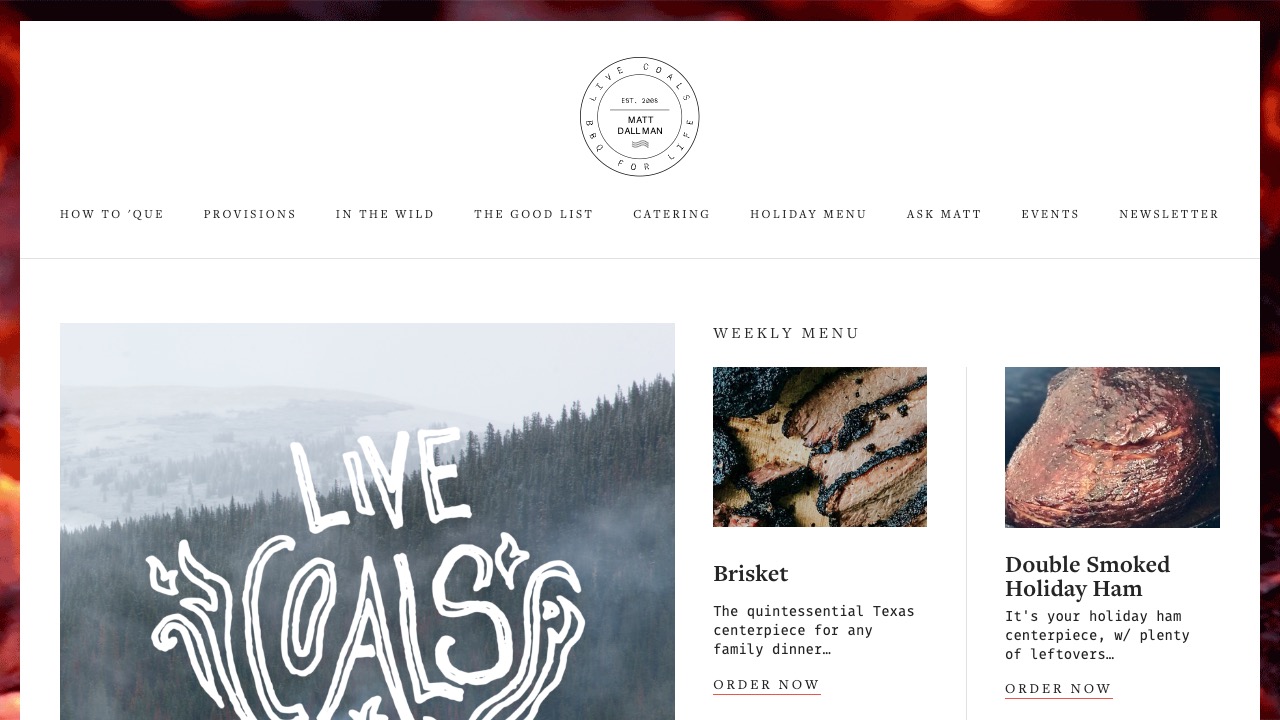 LIVE COALS
EST. 2008
MATT
DALLMAN
BBQ FOR LIFE
HOW TO 'QUE PROVISIONS IN THE WILD THE GOOD LIST CATERING HOLIDAY MENU ASK MATT EVENTS NEWSLETTER
LIVE
COALS
WEEKLY MENU
Brisket
The quintessential Texas
centerpiece for any
family dinner…
ORDER NOW
Double Smoked
Holiday Ham
It's your holiday ham
centerpiece, w/ plenty
of leftovers…
ORDER NOW